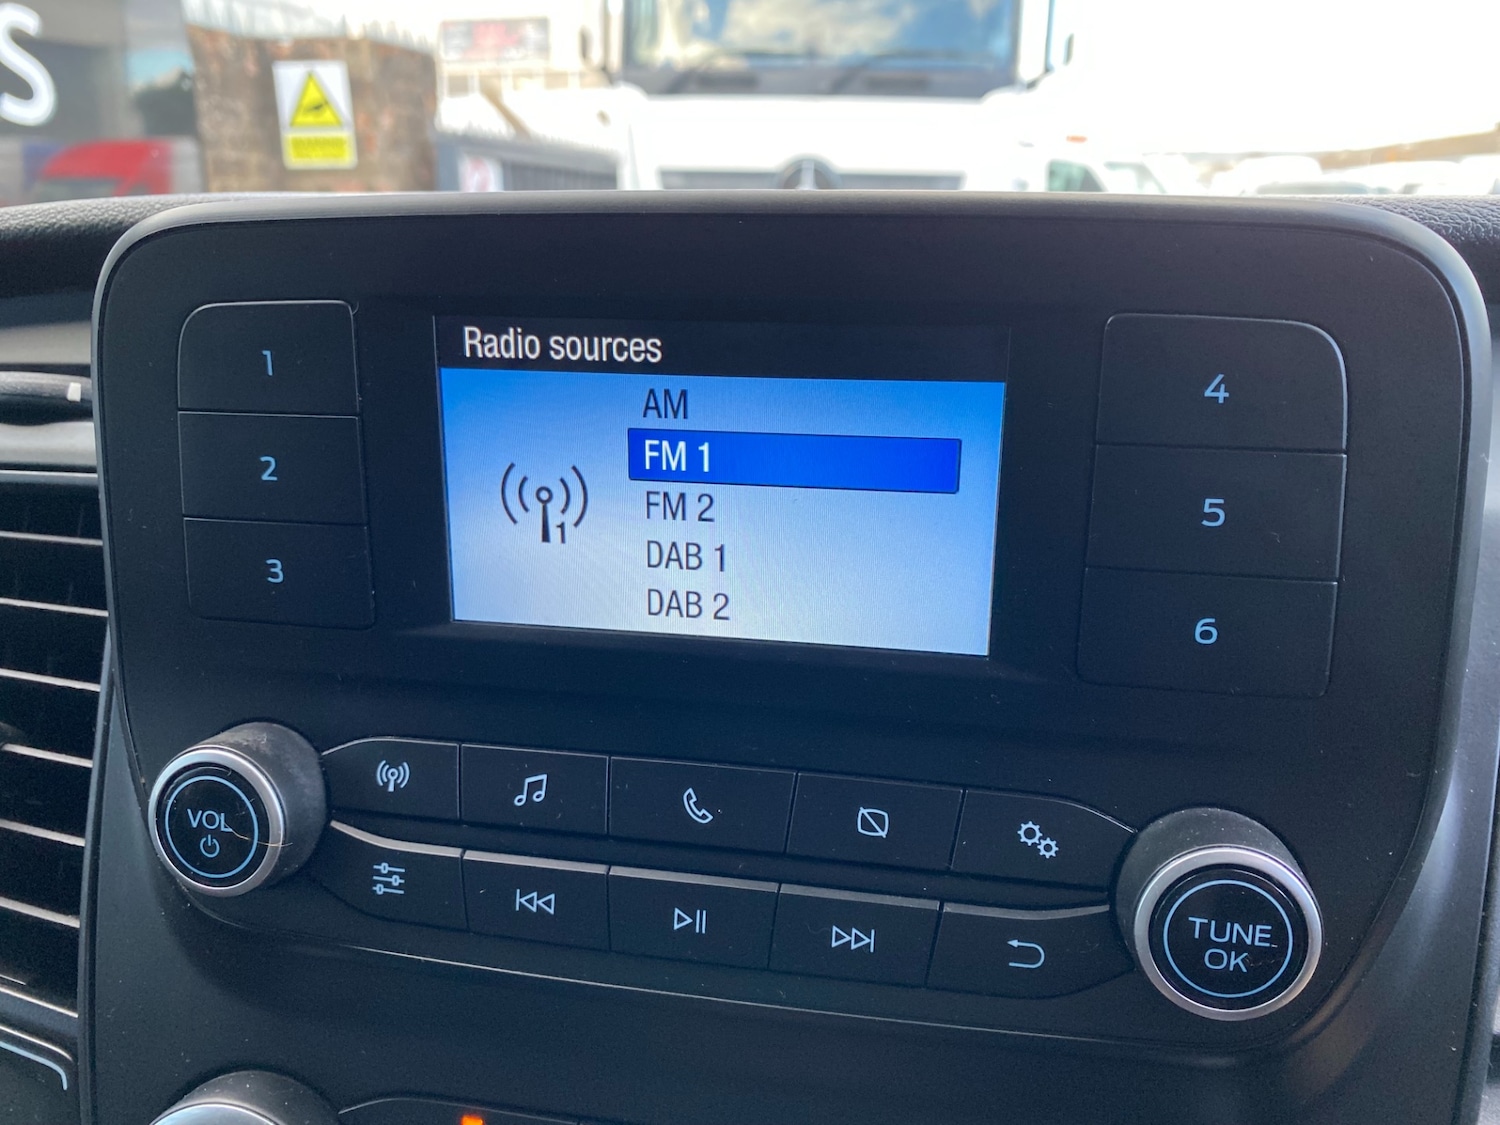 S
Radio sources
AM
FM 1
FM 2
DAB 1
DAB 2
1
1
2
3
4
5
6
VOL
TUNE
OK